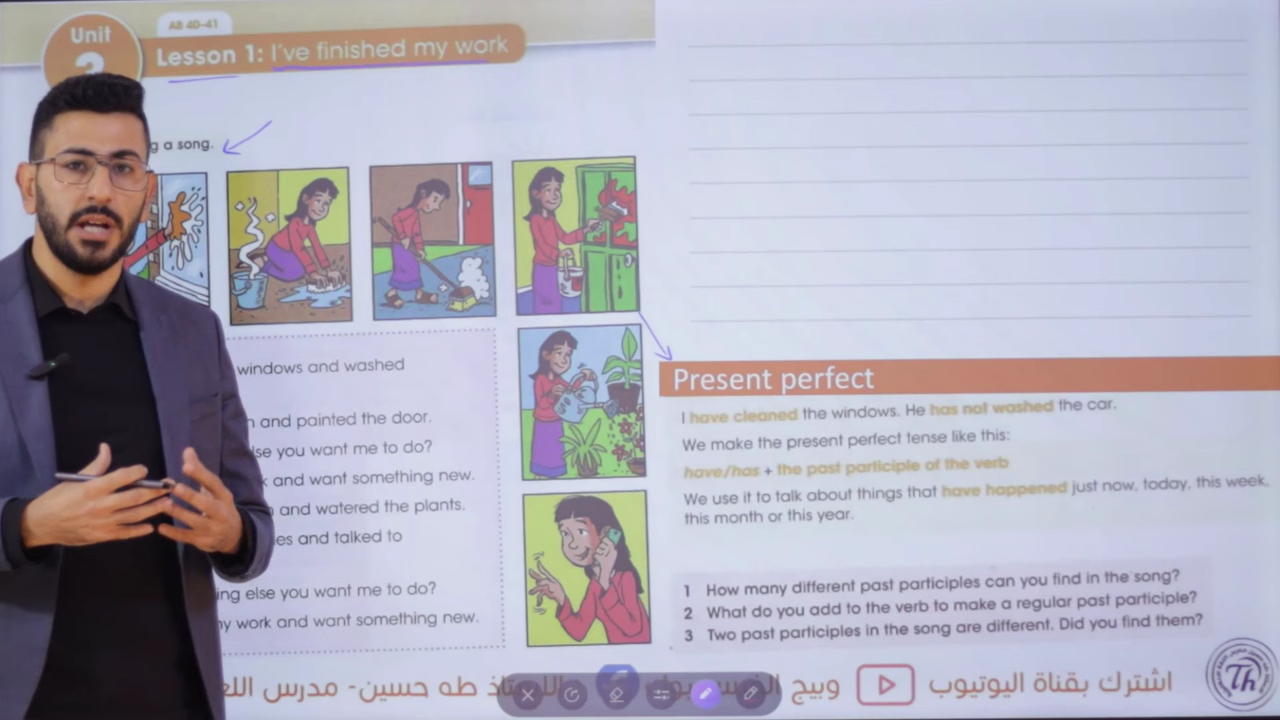 Unit
AB 40-41
Lesson 1: I've finished my work
g a song.
windows and washed
and painted the door.
lse you want me to do?
and want something new.
and watered the plants.
es and talked to
ing else you want me to do?
y work and want something new.
Present perfect
I have cleaned the windows. He has not washed the car.
We make the present perfect tense like this:
have/has + the past participle of the verb
We use it to talk about things that have happened just now, today, this week,
this month or this year.
1 How many different past participles can you find in the song?
2 What do you add to the verb to make a regular past participle?
3 Two past participles in the song are different. Did you find them?
اشترك بقناة اليوتيوب
وبيج
طه حسين- مدرس
Th